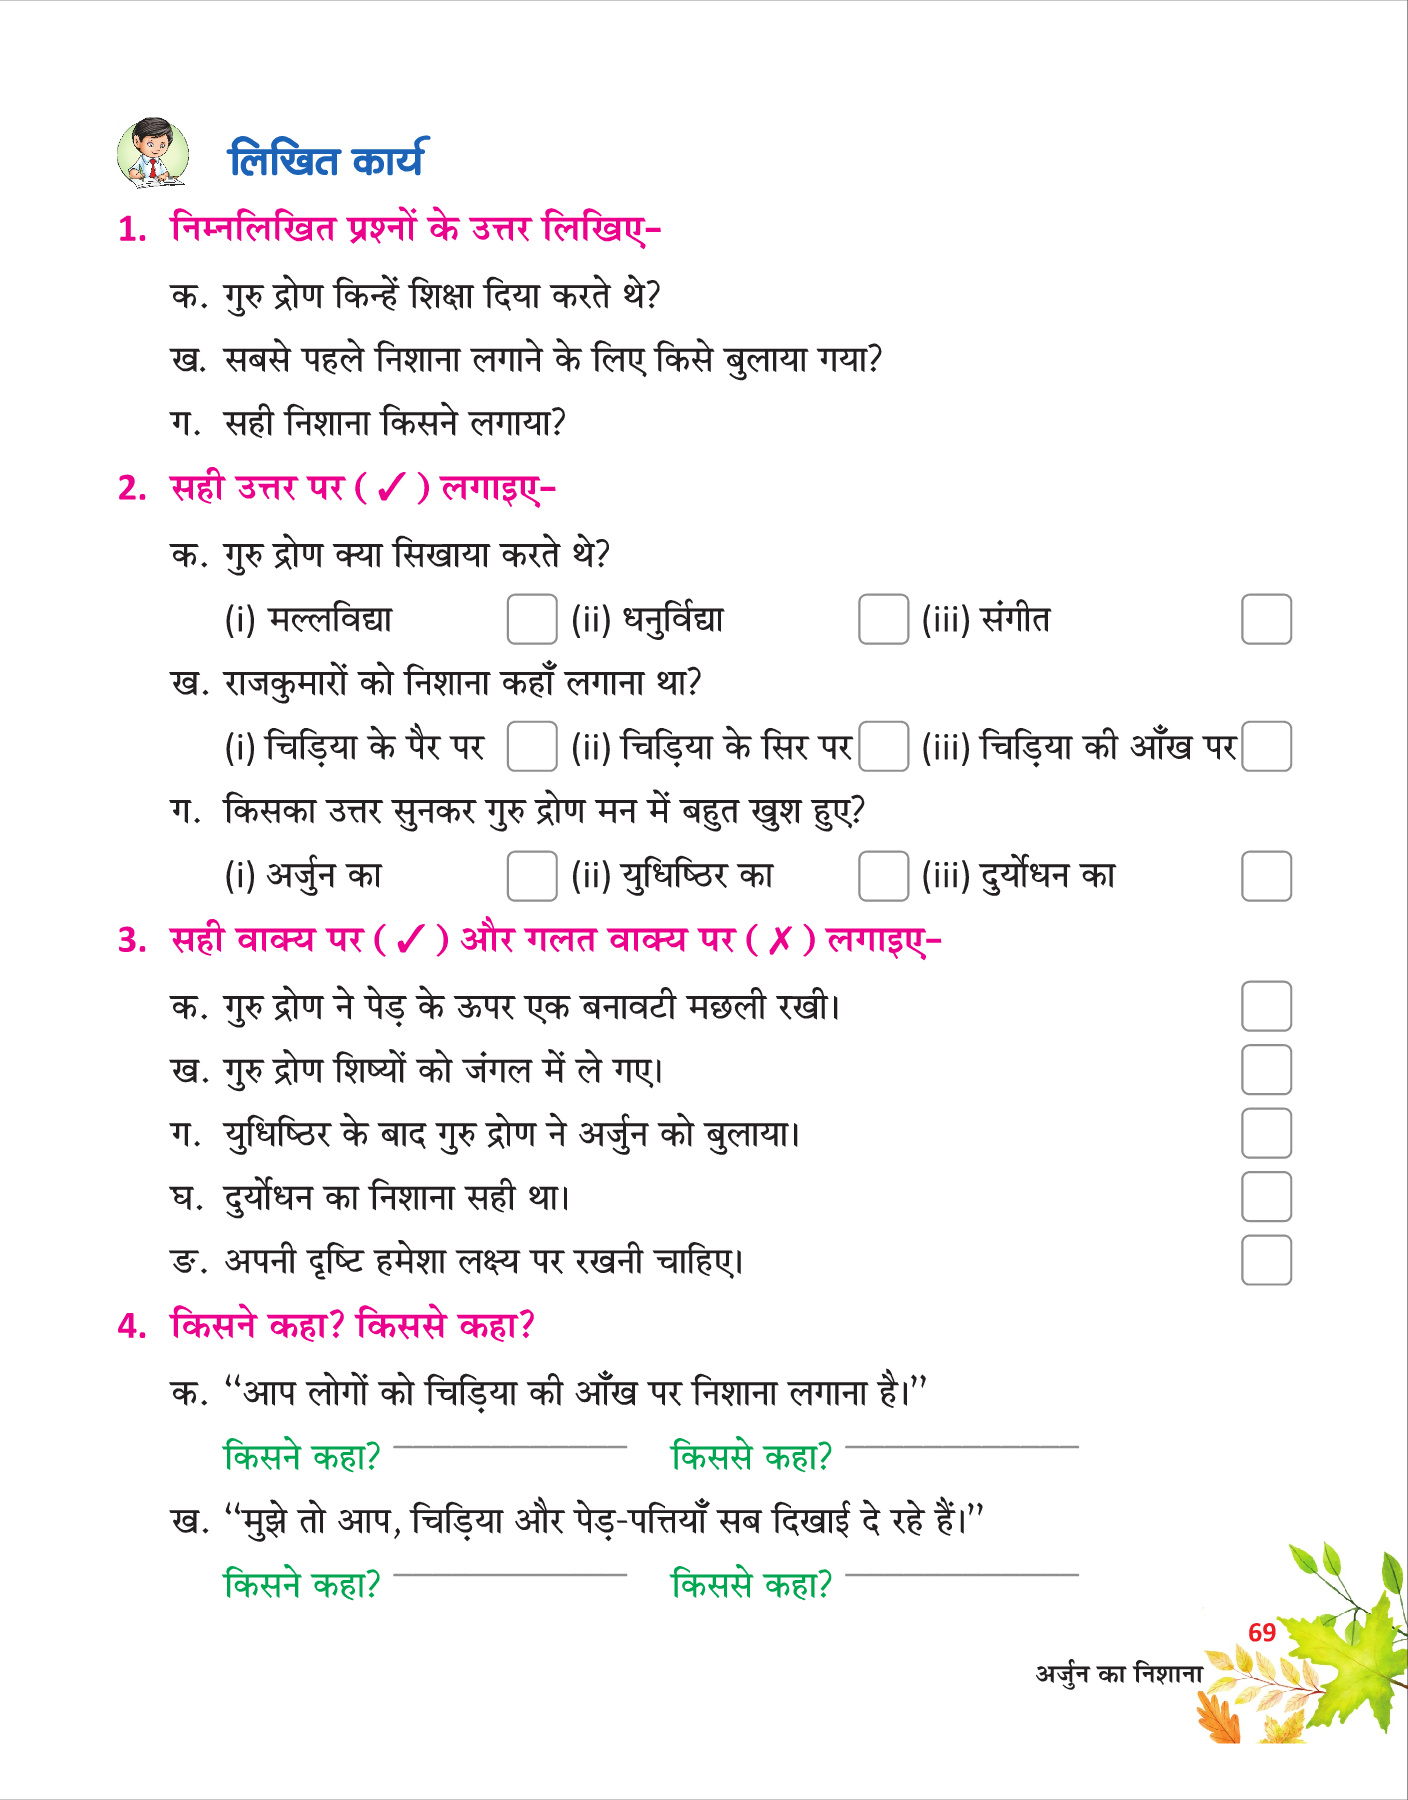 लिखित कार्य
1. निम्नलिखित प्रश्नों के उत्तर लिखिए–
क. गुरु द्रोण किन्हें शिक्षा दिया करते थे?
ख. सबसे पहले निशाना लगाने के लिए किसे बुलाया गया?
ग. सही निशाना किसने लगाया?
2. सही उत्तर पर ( ✓ ) लगाइए–
क. गुरु द्रोण क्या सिखाया करते थे?
(i) मल्लविद्या (ii) धनुर्विद्या (iii) संगीत
ख. राजकुमारों को निशाना कहाँ लगाना था?
(i) चिड़िया के पैर पर (ii) चिड़िया के सिर पर (iii) चिड़िया की आँख पर
ग. किसका उत्तर सुनकर गुरु द्रोण मन में बहुत खुश हुए?
(i) अर्जुन का (ii) युधिष्ठिर का (iii) दुर्योधन का
3. सही वाक्य पर ( ✓ ) और गलत वाक्य पर ( ✗ ) लगाइए–
क. गुरु द्रोण ने पेड़ के ऊपर एक बनावटी मछली रखी।
ख. गुरु द्रोण शिष्यों को जंगल में ले गए।
ग. युधिष्ठिर के बाद गुरु द्रोण ने अर्जुन को बुलाया।
घ. दुर्योधन का निशाना सही था।
ङ. अपनी दृष्टि हमेशा लक्ष्य पर रखनी चाहिए।
4. किसने कहा? किससे कहा?
क. “आप लोगों को चिड़िया की आँख पर निशाना लगाना है।”
किसने कहा? किससे कहा?
ख. “मुझे तो आप, चिड़िया और पेड़-पत्तियाँ सब दिखाई दे रहे हैं।”
किसने कहा? किससे कहा?
69
अर्जुन का निशाना